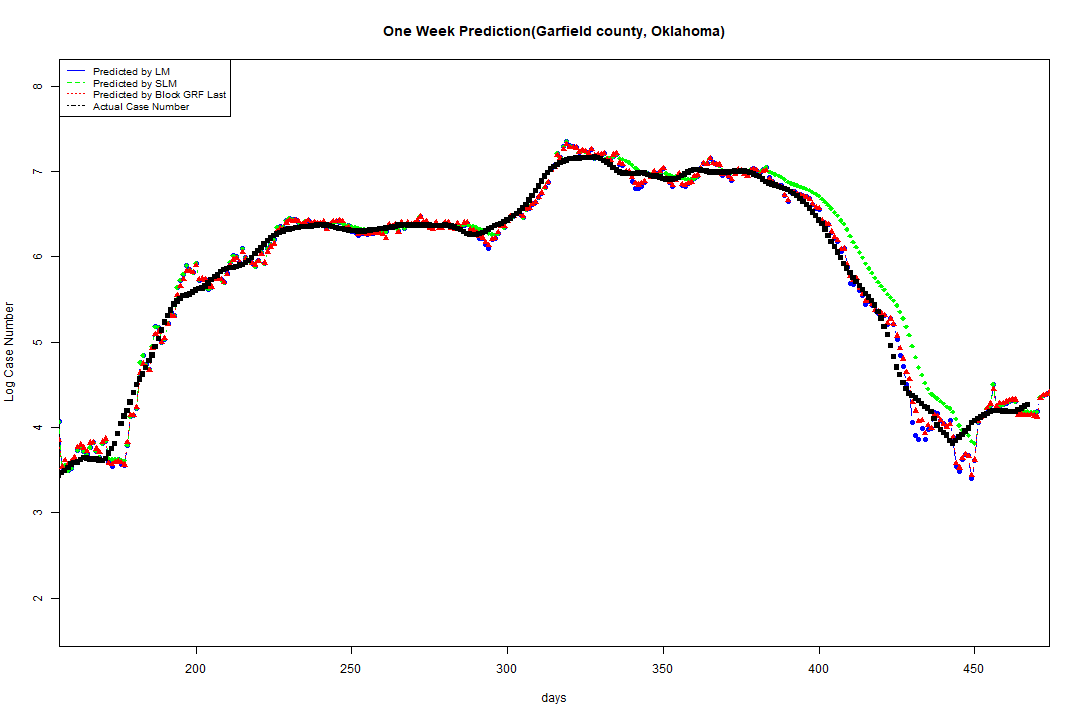 One Week Prediction(Garfield county, Oklahoma)
Predicted by LM
Predicted by SLM
Predicted by Block GRF Last
Actual Case Number
8
7
6
5
4
3
2
Log Case Number
200 250 300 350 400 450
days